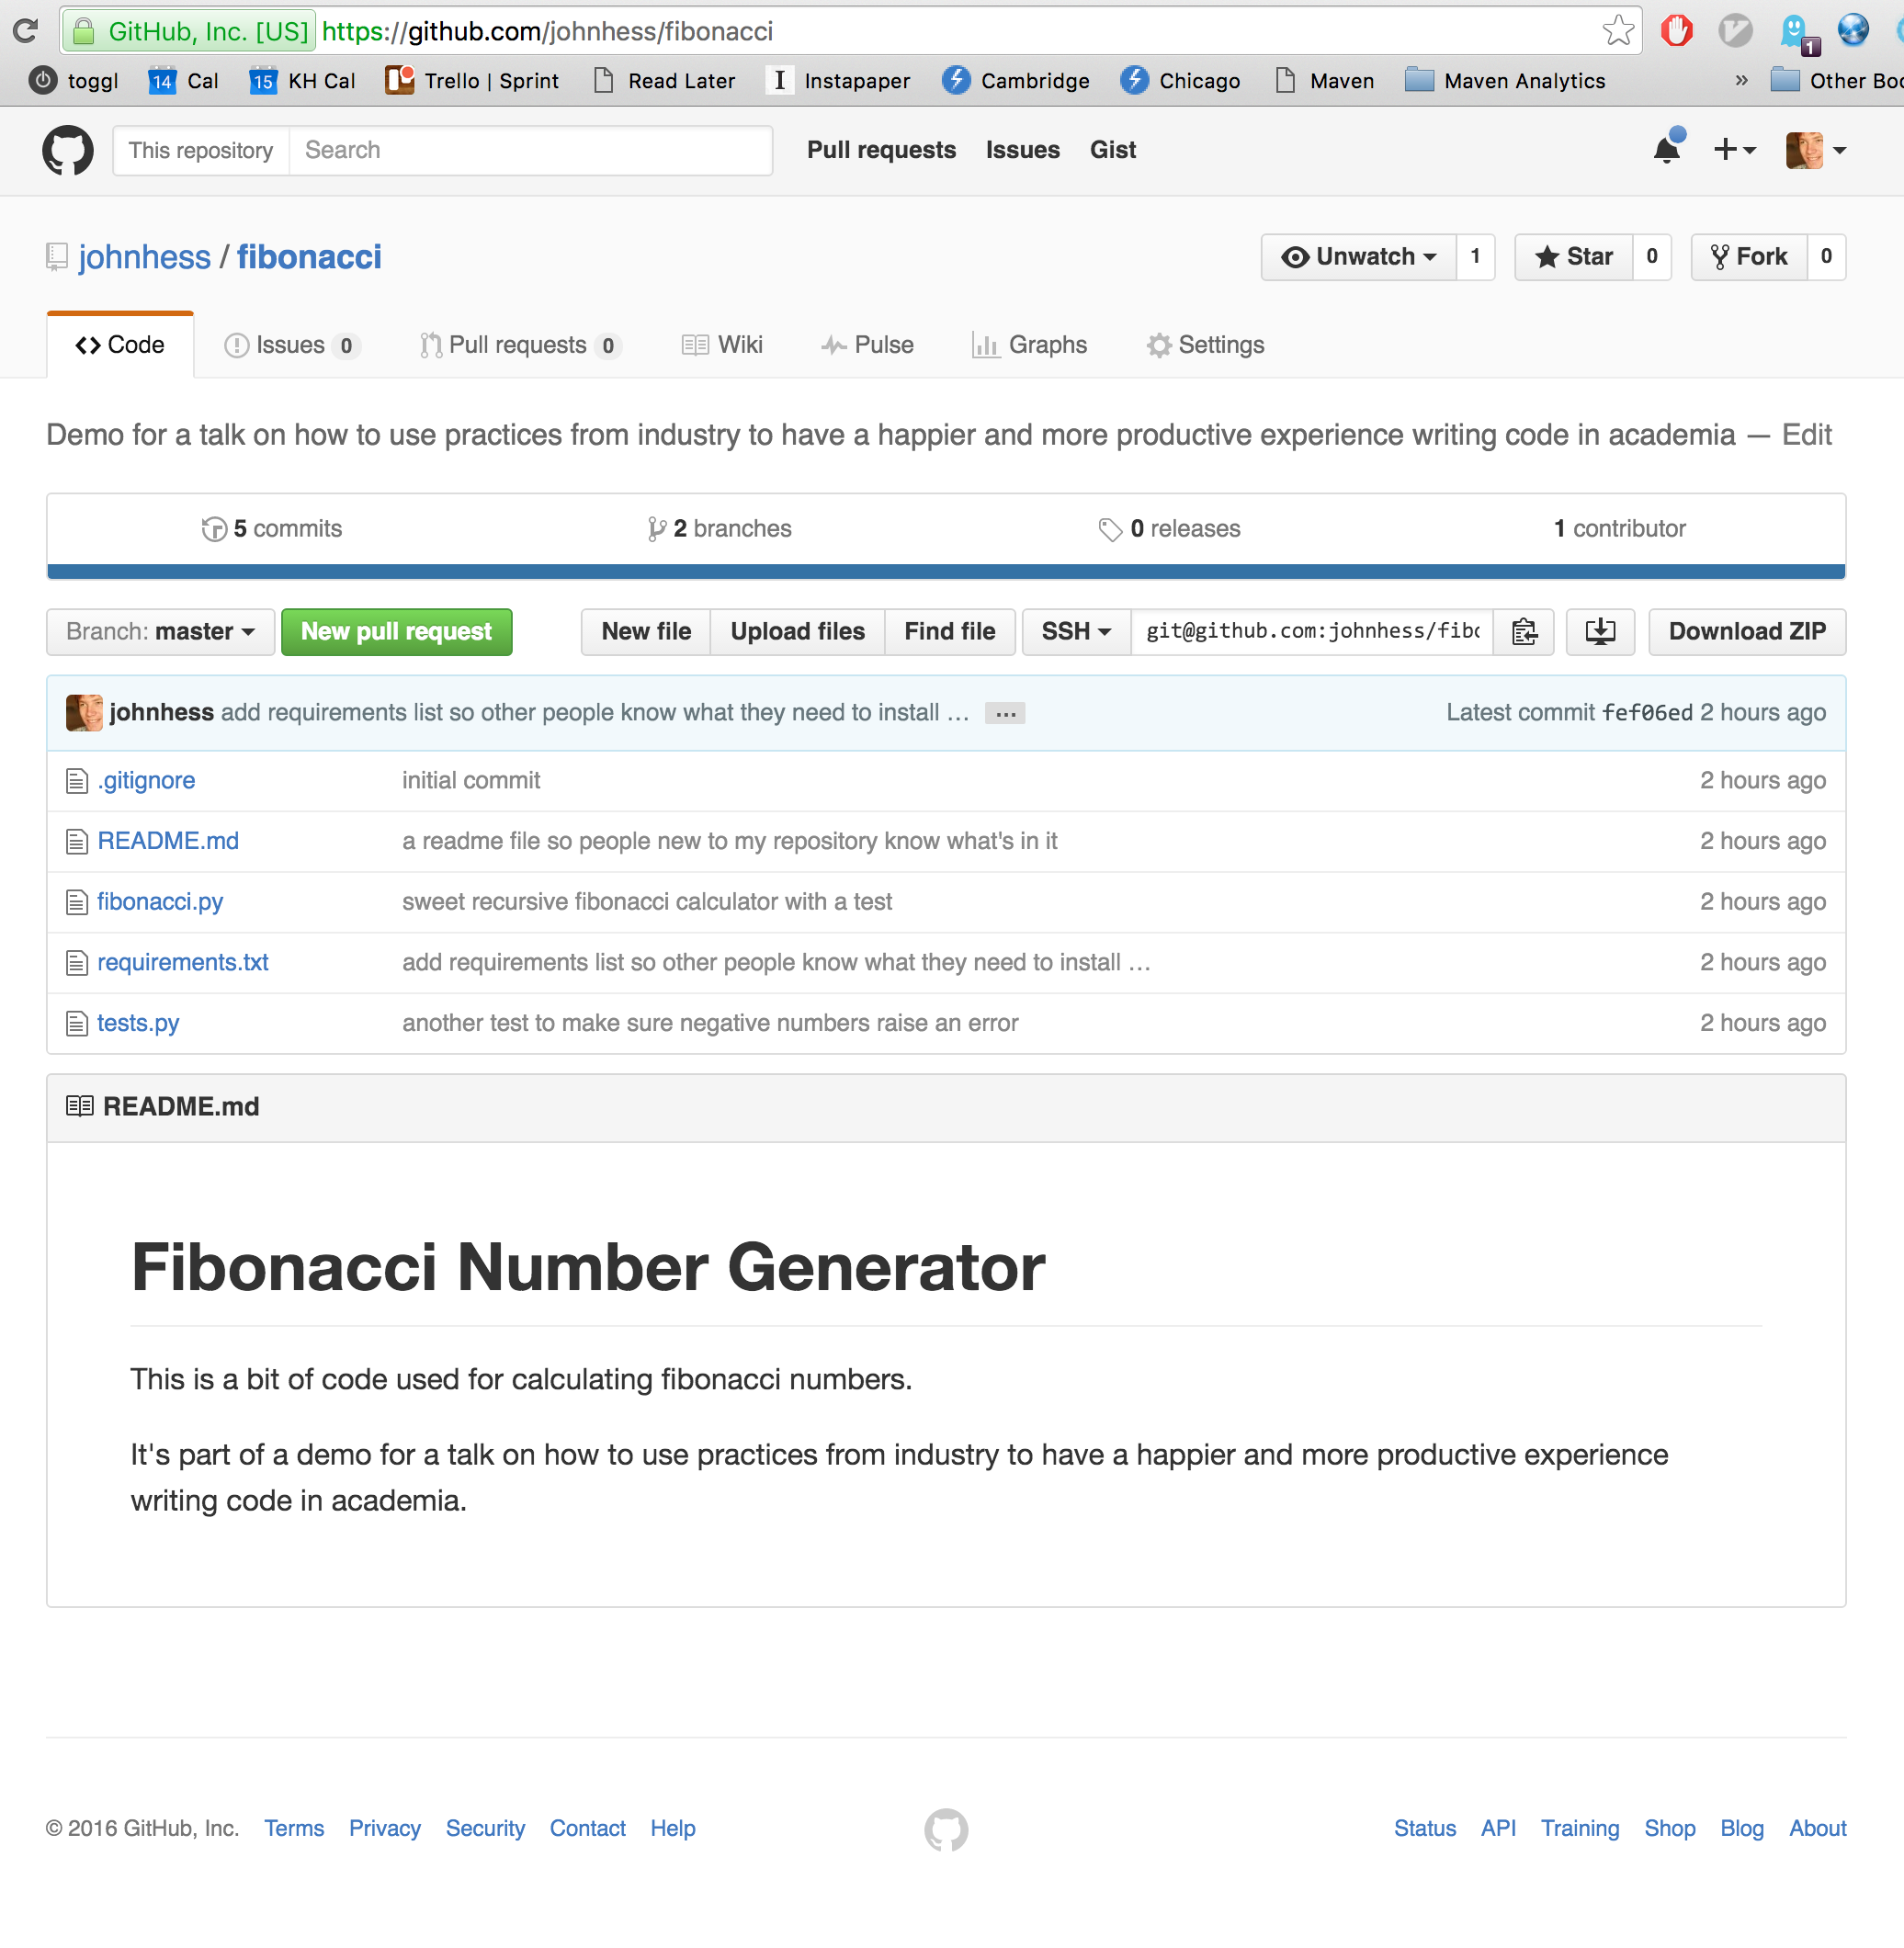 GitHub, Inc. [US] https://github.com/johnhess/fibonacci
1
toggl 14 Cal 15 KH Cal Trello | Sprint Read Later I Instapaper Cambridge Chicago Maven Maven Analytics » Other Boo
This repository Search Pull requests Issues Gist
johnhess / fibonacci Unwatch 1 Star 0 Fork 0
Code Issues 0 Pull requests 0 Wiki Pulse Graphs Settings
Demo for a talk on how to use practices from industry to have a happier and more productive experience writing code in academia — Edit
5 commits 2 branches 0 releases 1 contributor
Branch: master New pull request New file Upload files Find file SSH git@github.com:johnhess/fibo Download ZIP
johnhess add requirements list so other people know what they need to install … ... Latest commit fef06ed 2 hours ago
.gitignore initial commit 2 hours ago
README.md a readme file so people new to my repository know what's in it 2 hours ago
fibonacci.py sweet recursive fibonacci calculator with a test 2 hours ago
requirements.txt add requirements list so other people know what they need to install … 2 hours ago
tests.py another test to make sure negative numbers raise an error 2 hours ago
README.md
Fibonacci Number Generator
This is a bit of code used for calculating fibonacci numbers.
It's part of a demo for a talk on how to use practices from industry to have a happier and more productive experience
writing code in academia.
© 2016 GitHub, Inc. Terms Privacy Security Contact Help Status API Training Shop Blog About